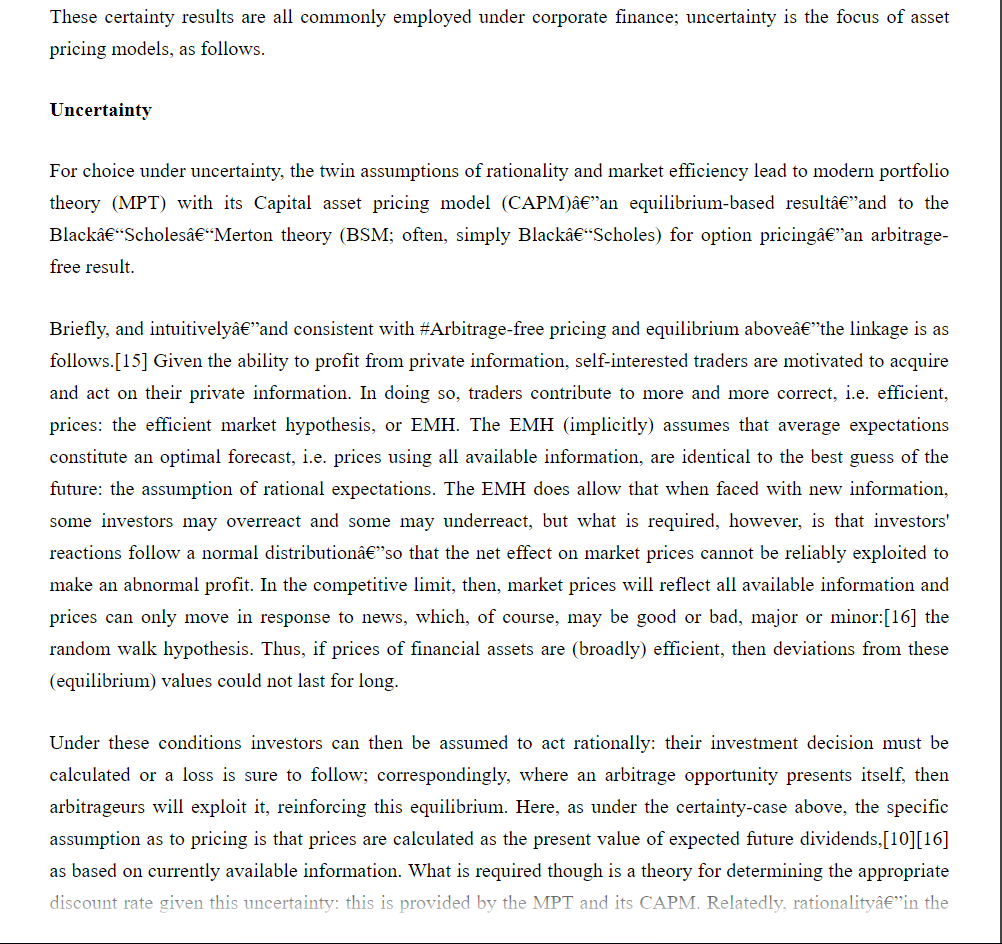 These certainty results are all commonly employed under corporate finance; uncertainty is the focus of asset
pricing models, as follows.
Uncertainty
For choice under uncertainty, the twin assumptions of rationality and market efficiency lead to modern portfolio
theory (MPT) with its Capital asset pricing model (CAPM)â€”an equilibrium-based resultâ€”and to the
Blackâ€“Scholesâ€“Merton theory (BSM; often, simply Blackâ€“Scholes) for option pricingâ€”an arbitrage-
free result.
Briefly, and intuitivelyâ€”and consistent with #Arbitrage-free pricing and equilibrium aboveâ€”the linkage is as
follows.[15] Given the ability to profit from private information, self-interested traders are motivated to acquire
and act on their private information. In doing so, traders contribute to more and more correct, i.e. efficient,
prices: the efficient market hypothesis, or EMH. The EMH (implicitly) assumes that average expectations
constitute an optimal forecast, i.e. prices using all available information, are identical to the best guess of the
future: the assumption of rational expectations. The EMH does allow that when faced with new information,
some investors may overreact and some may underreact, but what is required, however, is that investors'
reactions follow a normal distributionâ€”so that the net effect on market prices cannot be reliably exploited to
make an abnormal profit. In the competitive limit, then, market prices will reflect all available information and
prices can only move in response to news, which, of course, may be good or bad, major or minor:[16] the
random walk hypothesis. Thus, if prices of financial assets are (broadly) efficient, then deviations from these
(equilibrium) values could not last for long.
Under these conditions investors can then be assumed to act rationally: their investment decision must be
calculated or a loss is sure to follow; correspondingly, where an arbitrage opportunity presents itself, then
arbitrageurs will exploit it, reinforcing this equilibrium. Here, as under the certainty-case above, the specific
assumption as to pricing is that prices are calculated as the present value of expected future dividends,[10][16]
as based on currently available information. What is required though is a theory for determining the appropriate
discount rate given this uncertainty: this is provided by the MPT and its CAPM. Relatedly, rationalityâ€”in the